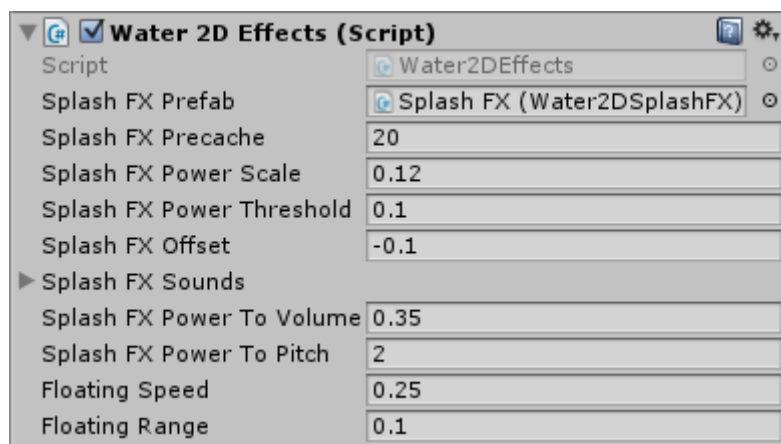 Water 2D Effects (Script)
Script Water2DEffects
Splash FX Prefab Splash FX (Water2DSplashFX)
Splash FX Precache 20
Splash FX Power Scale 0.12
Splash FX Power Threshold 0.1
Splash FX Offset -0.1
Splash FX Sounds
Splash FX Power To Volume 0.35
Splash FX Power To Pitch 2
Floating Speed 0.25
Floating Range 0.1